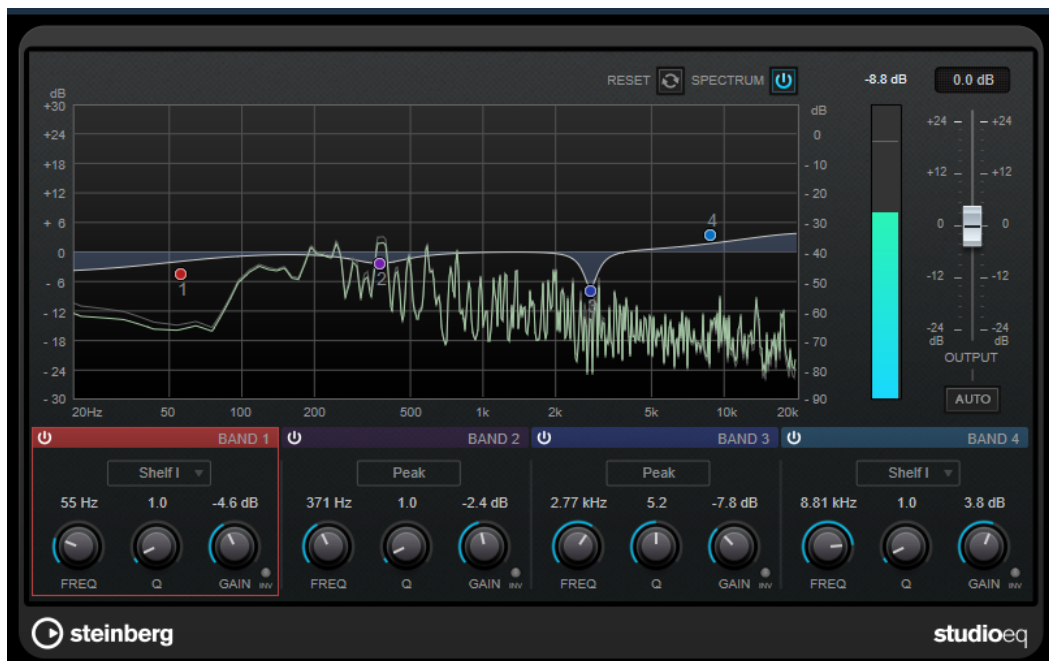 RESET SPECTRUM -8.8 dB 0.0 dB
dB
+30
+24
+18
+12
+ 6
0
- 6
- 12
- 18
- 24
- 30
1
2
3
4
dB
0
- 10
- 20
- 30
- 40
- 50
- 60
- 70
- 80
- 90
20Hz 50 100 200 500 1k 2k 5k 10k 20k
+24 +24
+12 +12
0 0
-12 -12
-24 -24
dB dB
OUTPUT
AUTO
BAND 1 BAND 2 BAND 3 BAND 4
Shelf I Peak Peak Shelf I
55 Hz 1.0 -4.6 dB 371 Hz 1.0 -2.4 dB 2.77 kHz 5.2 -7.8 dB 8.81 kHz 1.0 3.8 dB
FREQ Q GAIN INV FREQ Q GAIN INV FREQ Q GAIN INV FREQ Q GAIN INV
steinberg studioeq